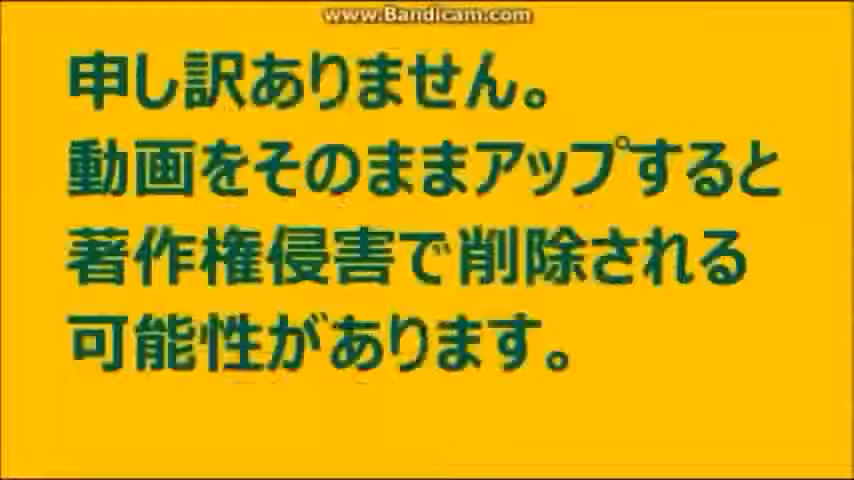 www.Bandicam.com
申し訳ありません。
動画をそのままアップすると
著作権侵害で削除される
可能性があります。